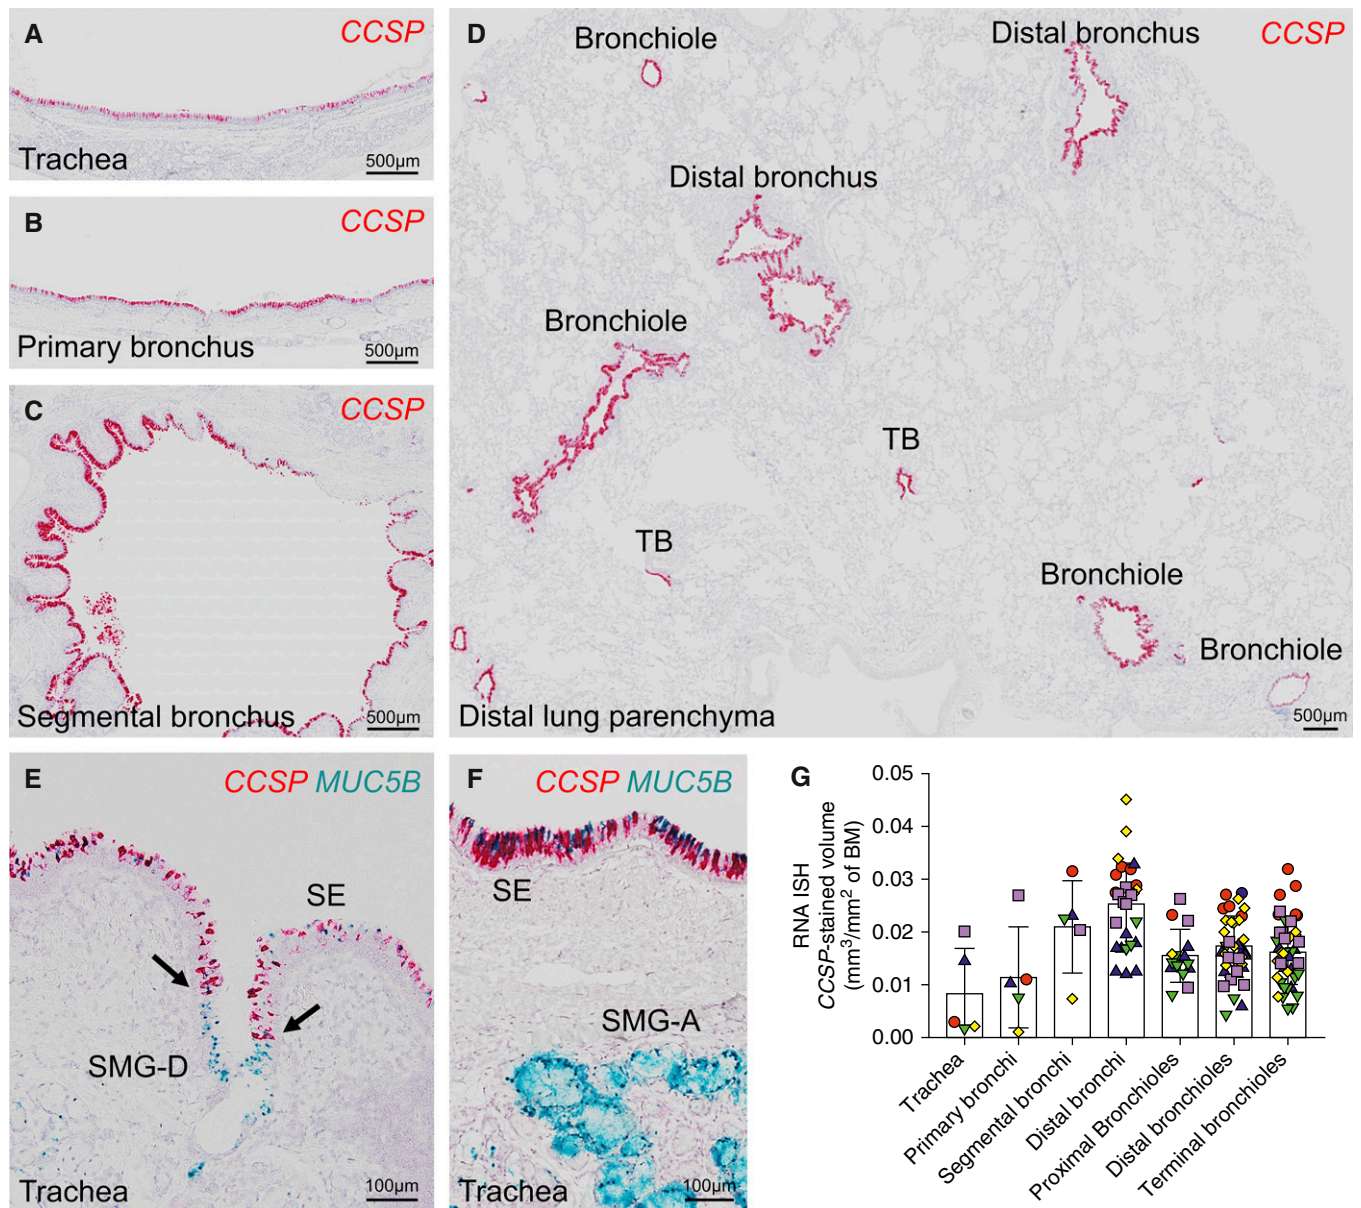 A
CCSP
Trachea
500µm
B
CCSP
Primary bronchus
500µm
C
CCSP
Segmental bronchus
500µm
D
CCSP
Bronchiole
Distal bronchus
Distal bronchus
Bronchiole
TB
TB
Bronchiole
Bronchiole
500µm
Distal lung parenchyma
E
CCSP MUC5B
SE
SMG-D
Trachea
100µm
F
CCSP MUC5B
SE
SMG-A
Trachea
100µm
G
RNA ISH
CCSP-stained volume
(mm³/mm² of BM)
0.05
0.04
0.03
0.02
0.01
0.00
Trachea
Primary bronchi
Segmental bronchi
Distal bronchi
Proximal Bronchioles
Distal bronchioles
Terminal bronchioles